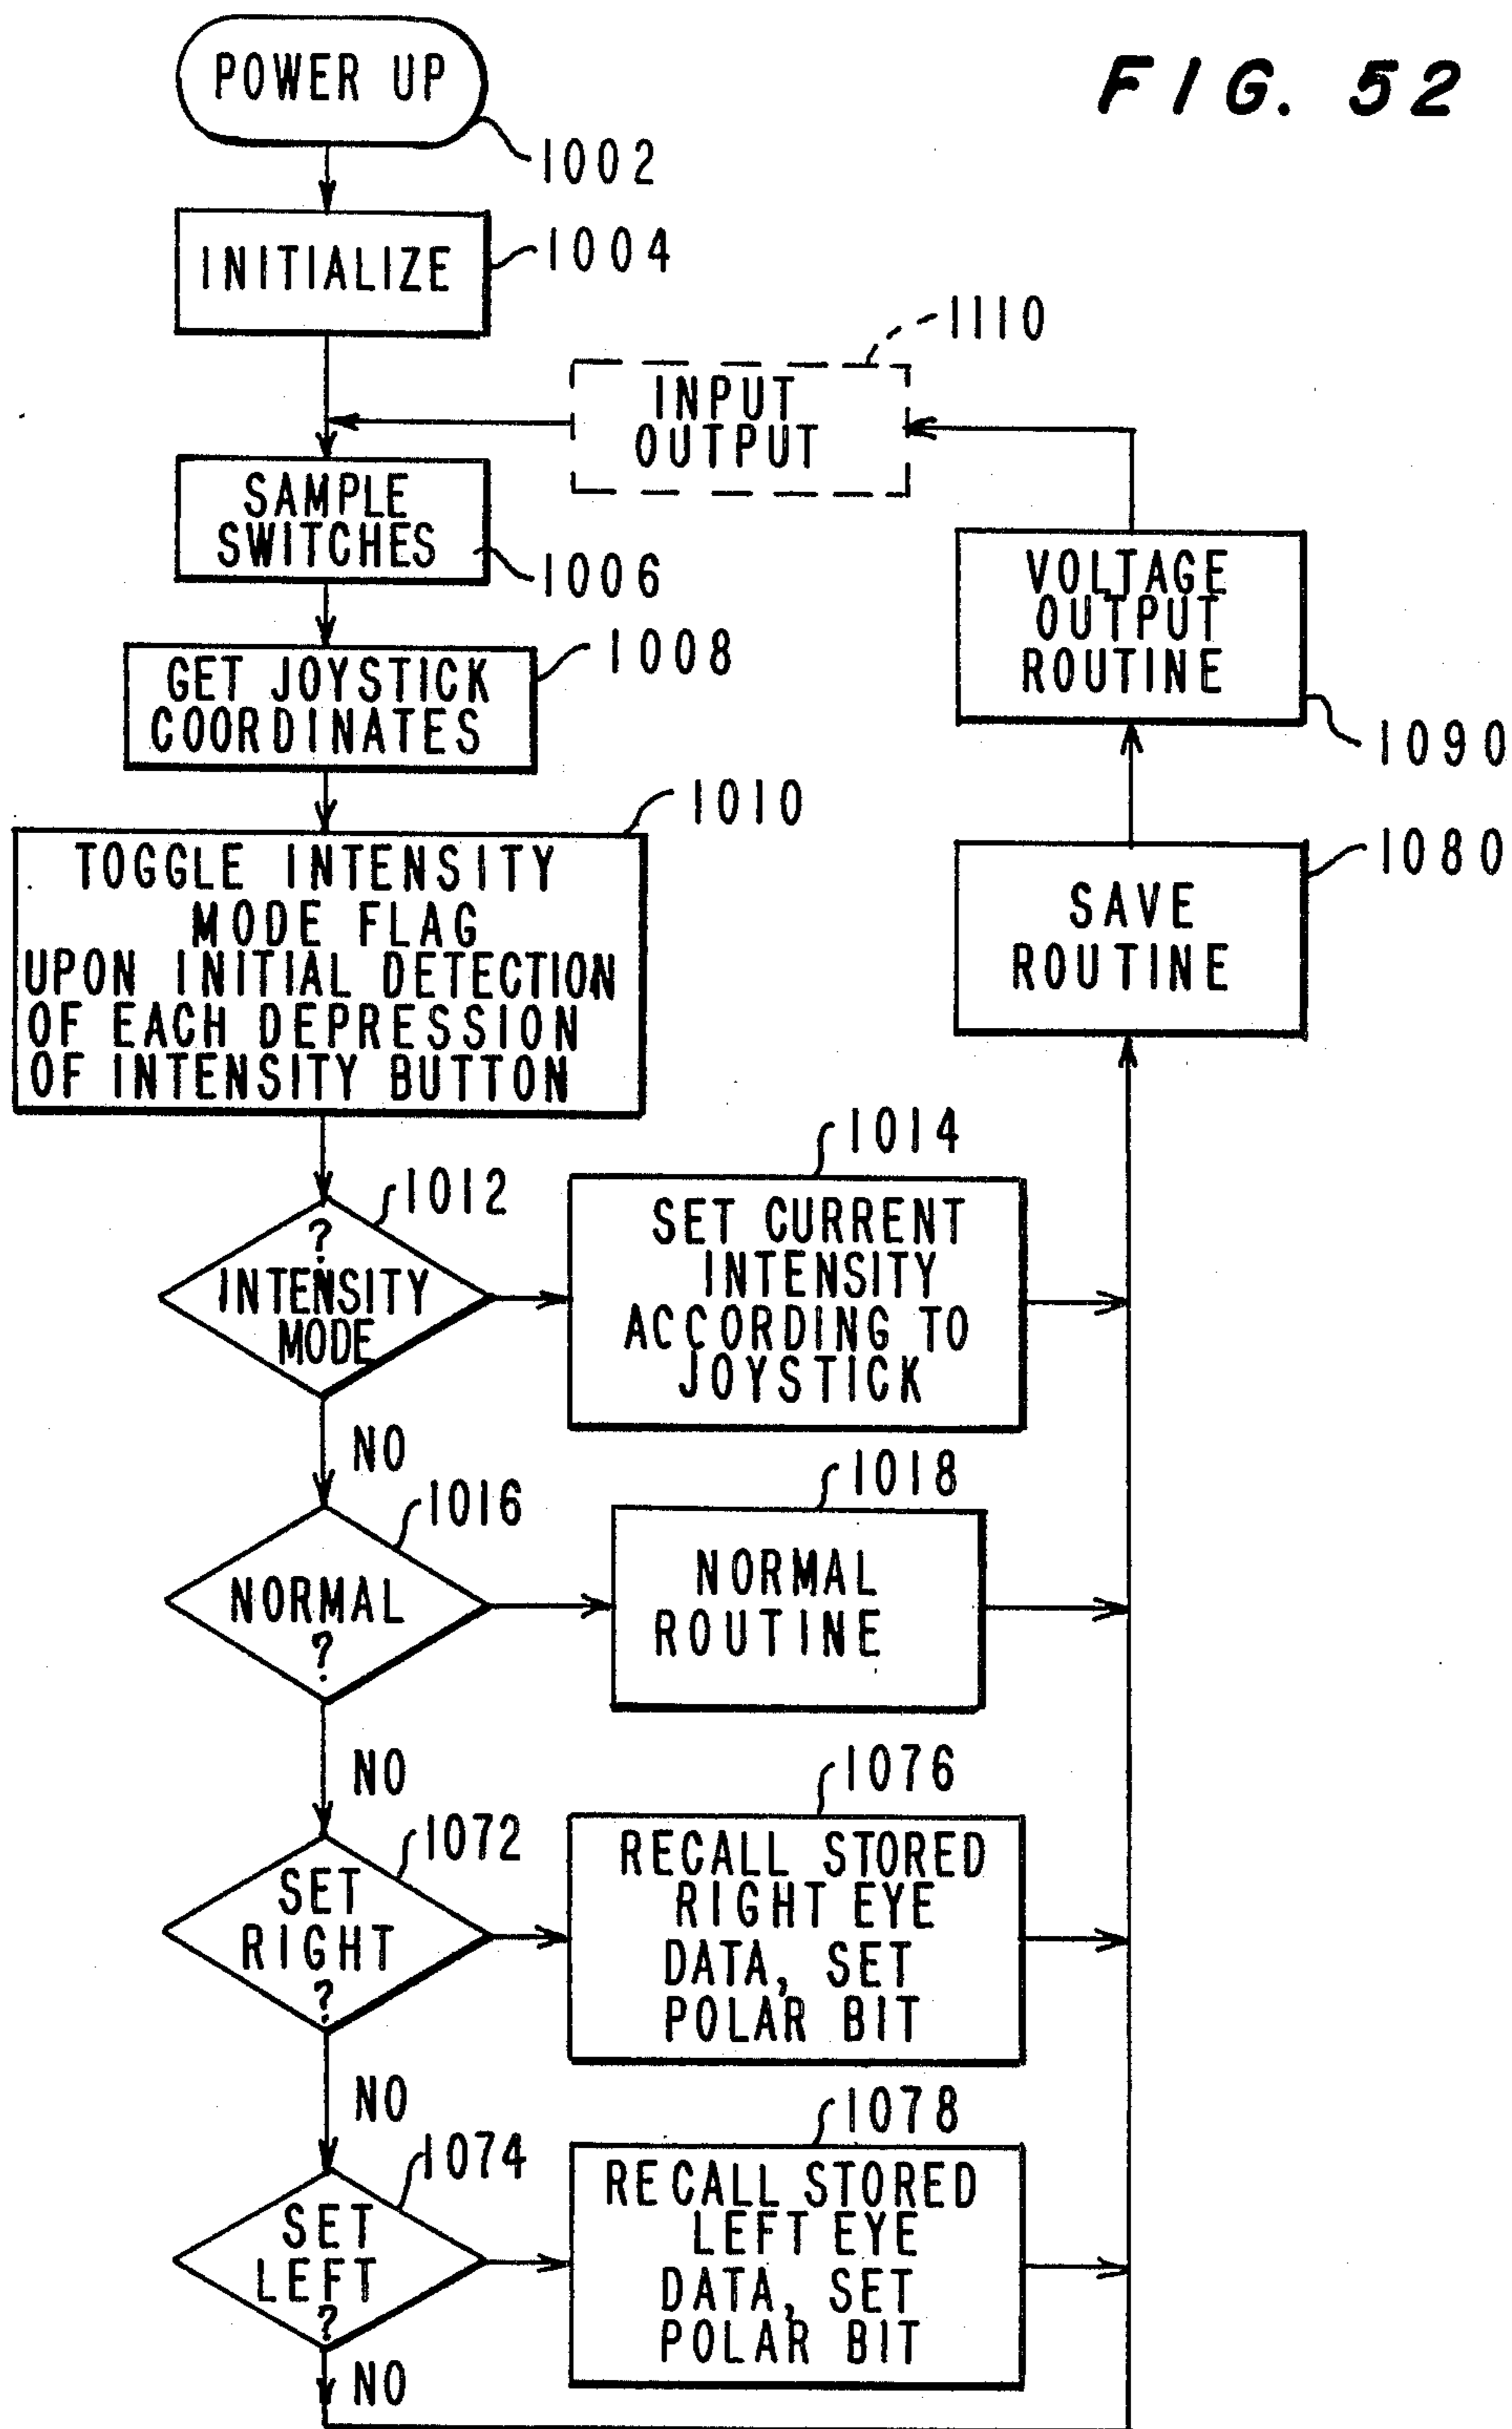 FIG. 52
POWER UP
1002
INITIALIZE
1004
1110
INPUT
OUTPUT
SAMPLE
SWITCHES
1006
VOLTAGE
OUTPUT
ROUTINE
1090
GET JOYSTICK
COORDINATES
1008
1010
TOGGLE INTENSITY
MODE FLAG
UPON INITIAL DETECTION
OF EACH DEPRESSION
OF INTENSITY BUTTON
1080
SAVE
ROUTINE
1012
?
INTENSITY
MODE
1014
SET CURRENT
INTENSITY
ACCORDING TO
JOYSTICK
NO
1016
NORMAL
?
1018
NORMAL
ROUTINE
NO
1072
SET
RIGHT
?
1076
RECALL STORED
RIGHT EYE
DATA, SET
POLAR BIT
NO
1074
SET
LEFT
?
1078
RECALL STORED
LEFT EYE
DATA, SET
POLAR BIT
NO